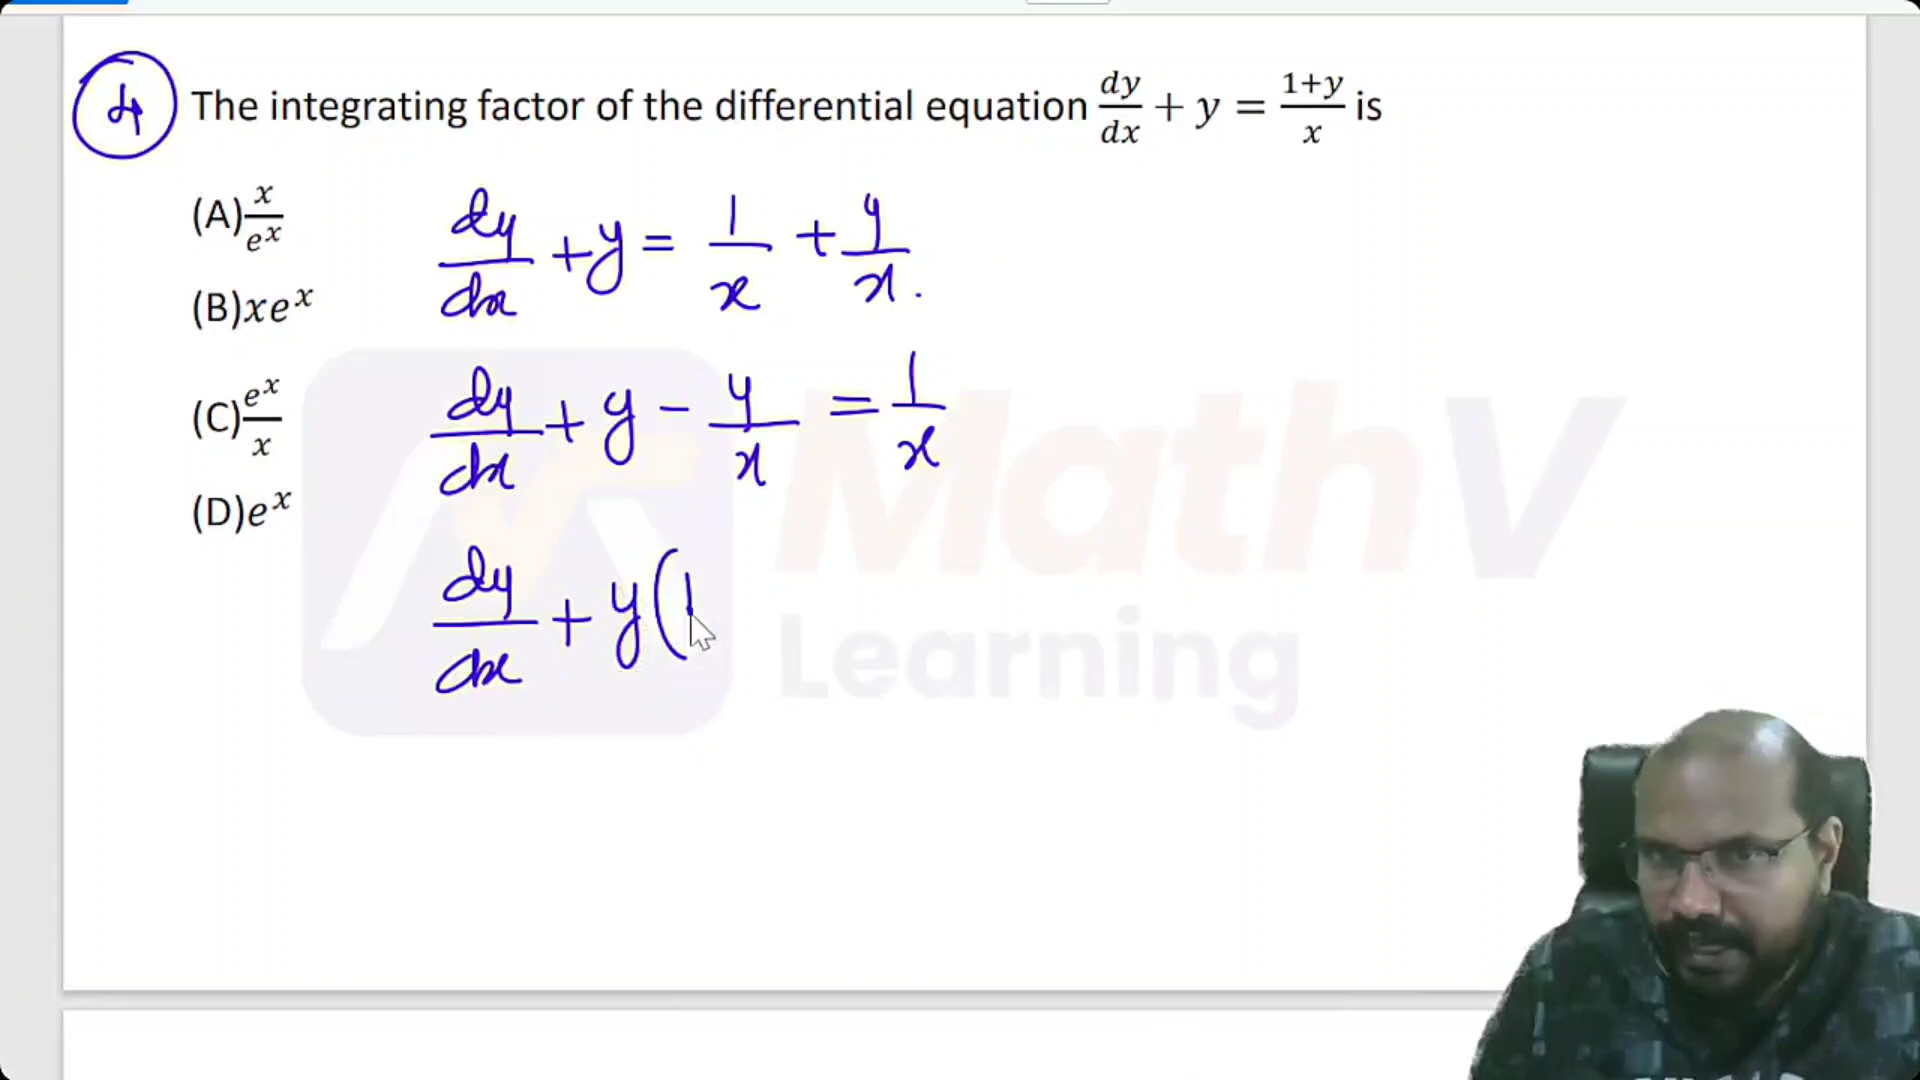 4 The integrating factor of the differential equation dy/dx + y = 1+y/x is
(A) x/e^x
dy/dx + y = 1/x + y/x.
(B) xe^x
(C) e^x/x
dy/dx + y - y/x = 1/x
(D) e^x
dy/dx + y(1
MathV
Learning